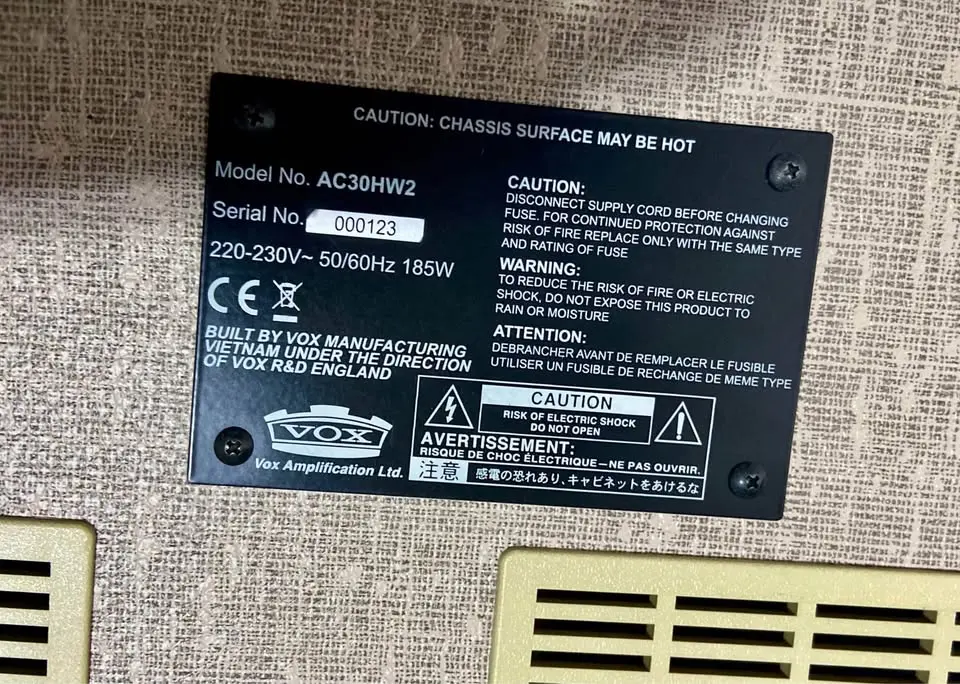 CAUTION: CHASSIS SURFACE MAY BE HOT
Model No. AC30HW2
Serial No. 000123
220-230V~ 50/60Hz 185W
CE
BUILT BY VOX MANUFACTURING
VIETNAM UNDER THE DIRECTION
OF VOX R&D ENGLAND
VOX
Vox Amplification Ltd.
CAUTION:
DISCONNECT SUPPLY CORD BEFORE CHANGING
FUSE. FOR CONTINUED PROTECTION AGAINST
RISK OF FIRE REPLACE ONLY WITH THE SAME TYPE
AND RATING OF FUSE
WARNING:
TO REDUCE THE RISK OF FIRE OR ELECTRIC
SHOCK, DO NOT EXPOSE THIS PRODUCT TO
RAIN OR MOISTURE
ATTENTION:
DEBRANCHER AVANT DE REMPLACER LE FUSIBLE
UTILISER UN FUSIBLE DE RECHANGE DE MEME TYPE
CAUTION
RISK OF ELECTRIC SHOCK
DO NOT OPEN
AVERTISSEMENT:
RISQUE DE CHOC ÉLECTRIQUE—NE PAS OUVRIR.
注意 感電の恐れあり、キャビネットをあけるな